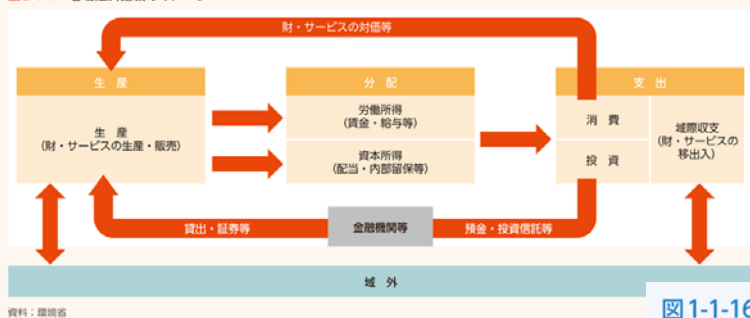 財・サービスの対価等
生 産
分 配
支 出
生 産
(財・サービスの生産・販売)
労働所得
(賃金・給与等)
資本所得
(配当・内部留保等)
消 費
投 資
域際収支
(財・サービスの
移出入)
貸出・証券等
金融機関等
預金・投資信託等
域 外
資料：環境省
図1-1-16